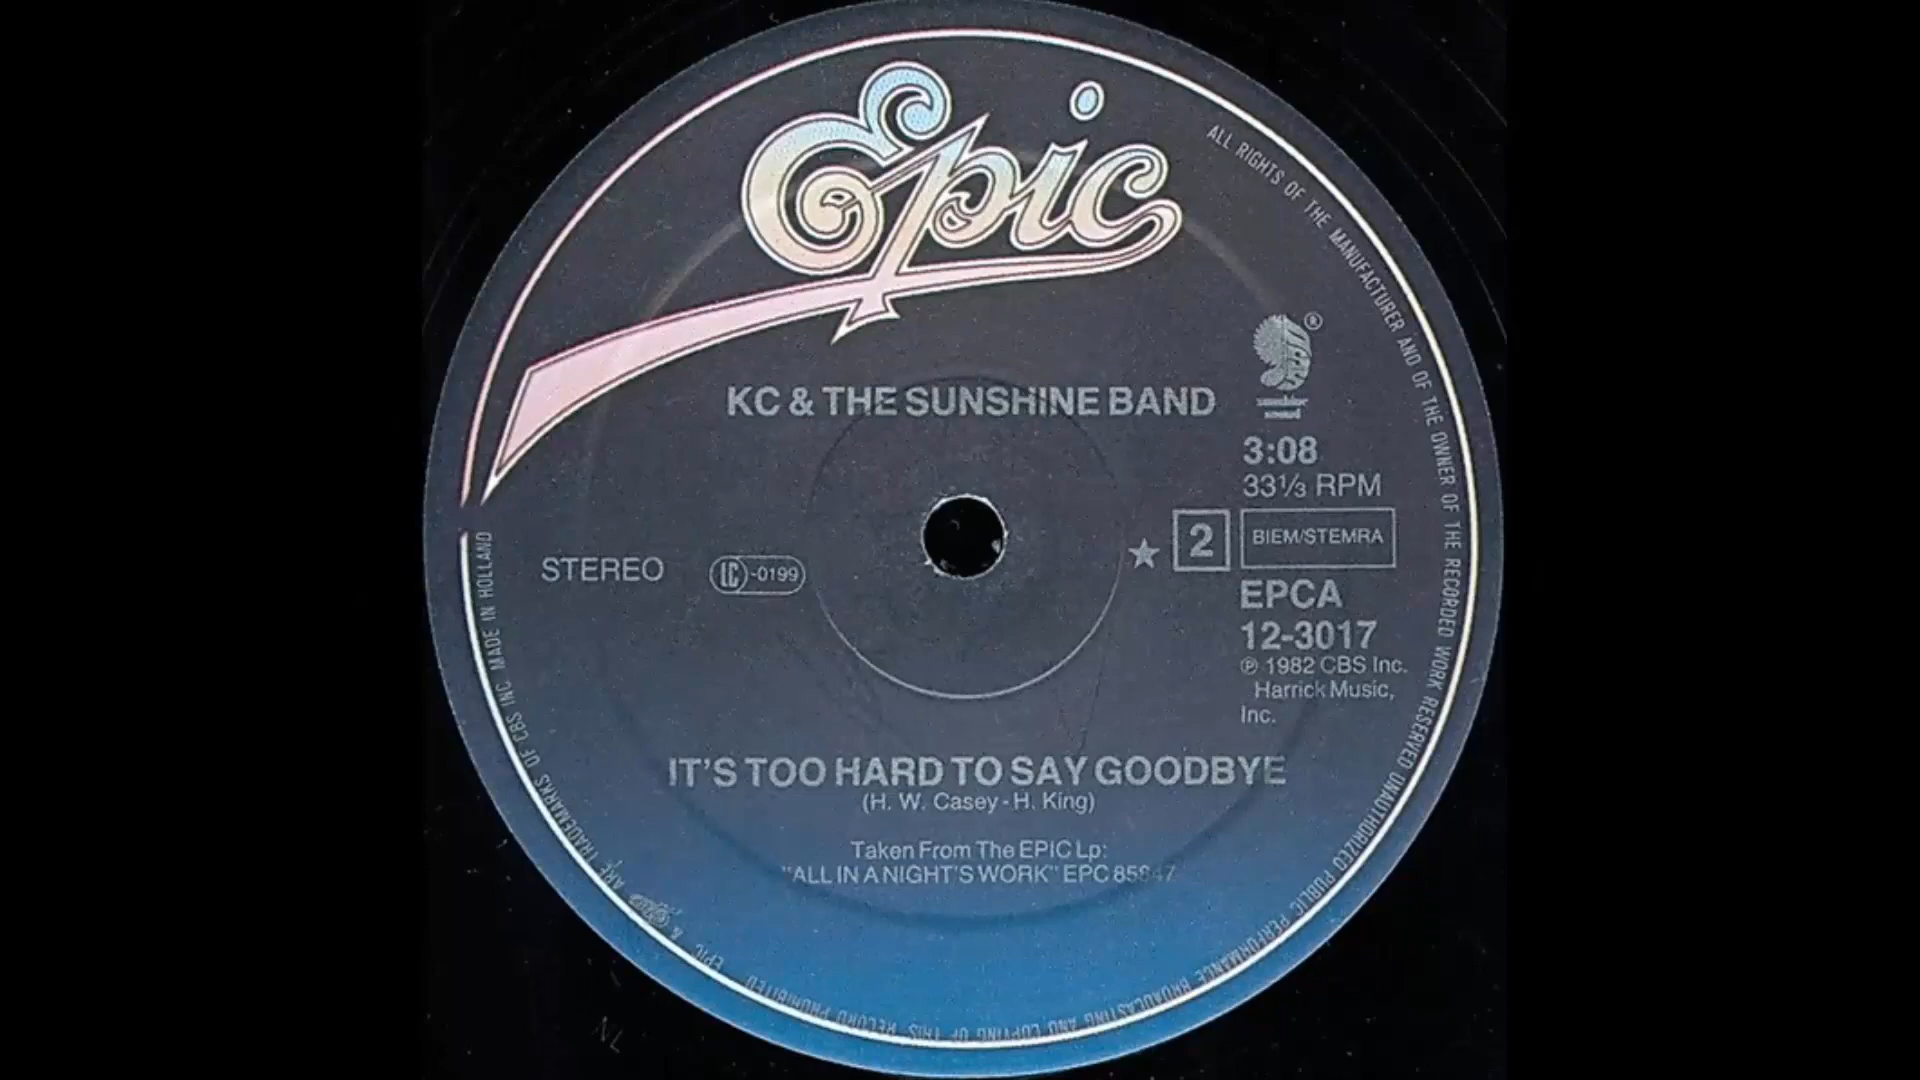 Epic
KC & THE SUNSHINE BAND
®
sunshine
sound
3:08
33⅓ RPM
STEREO
LC-0199
★ 2
BIEM/STEMRA
EPCA
12-3017
℗ 1982 CBS Inc.
Harrick Music,
Inc.
IT'S TOO HARD TO SAY GOODBYE
(H. W. Casey - H. King)
Taken From The EPIC Lp:
"ALL IN A NIGHT'S WORK" EPC 85847
ALL RIGHTS OF THE MANUFACTURER AND OF THE OWNER OF THE RECORDED WORK RESERVED UNAUTHORIZED PUBLIC PERFORMANCE BROADCASTING AND COPYING OF THIS RECORD PROHIBITED
EPIC & ARE TRADEMARKS OF CBS INC. MADE IN HOLLAND